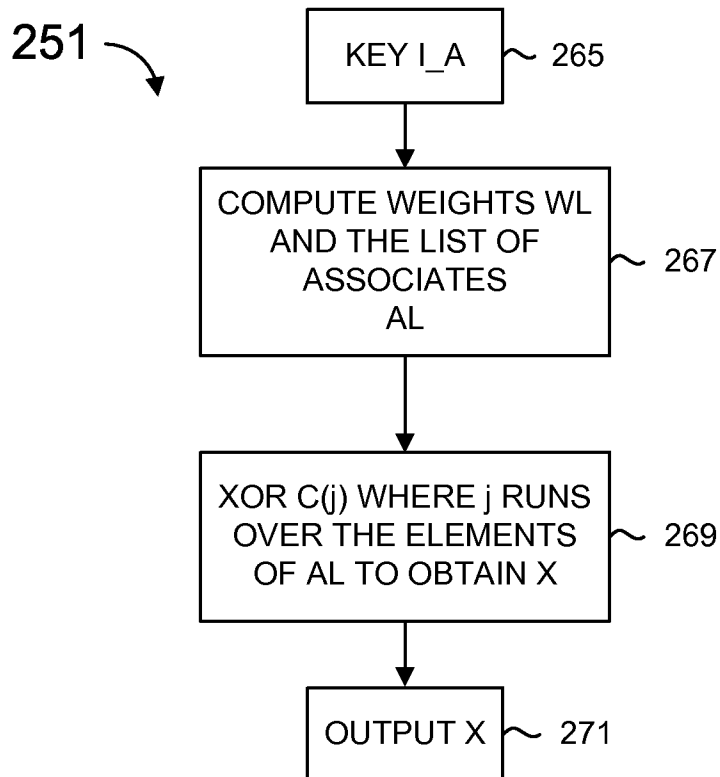 251
KEY I_A
265
COMPUTE WEIGHTS WL
AND THE LIST OF
ASSOCIATES
AL
267
XOR C(j) WHERE j RUNS
OVER THE ELEMENTS
OF AL TO OBTAIN X
269
OUTPUT X
271